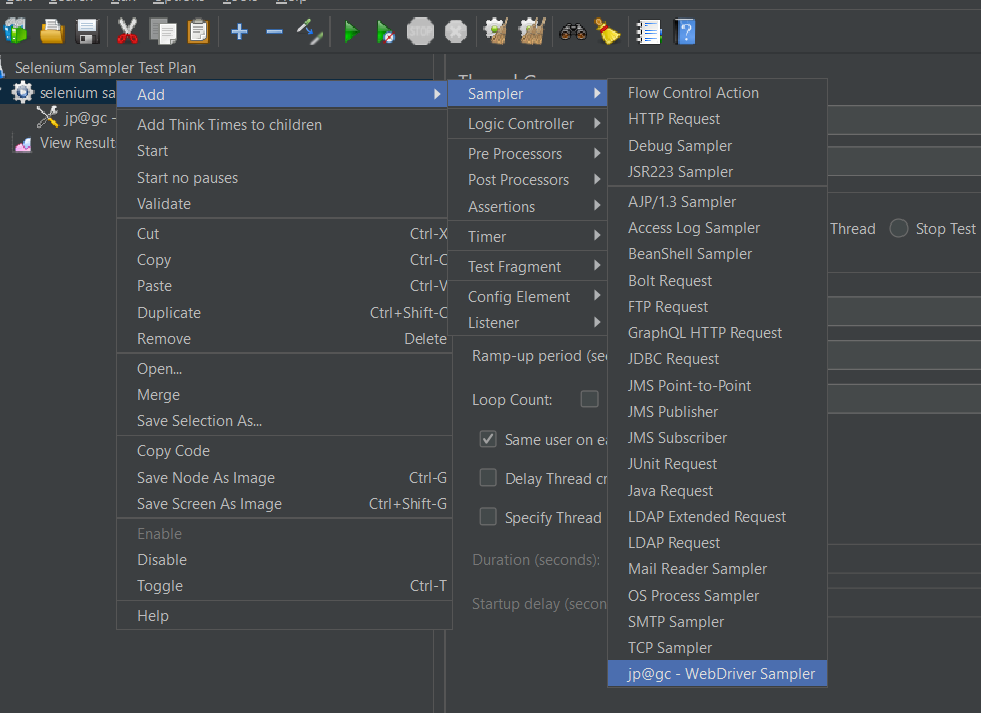 Selenium Sampler Test Plan
selenium sa
jp@gc -
View Result
Add
Add Think Times to children
Start
Start no pauses
Validate
Cut Ctrl-X
Copy Ctrl-C
Paste Ctrl-V
Duplicate Ctrl+Shift-C
Remove Delete
Open...
Merge
Save Selection As...
Copy Code
Save Node As Image Ctrl-G
Save Screen As Image Ctrl+Shift-G
Enable
Disable
Toggle Ctrl-T
Help
Sampler
Logic Controller
Pre Processors
Post Processors
Assertions
Timer
Test Fragment
Config Element
Listener
Ramp-up period (se
Loop Count:
Same user on ea
Delay Thread cr
Specify Thread
Duration (seconds):
Startup delay (secon
Flow Control Action
HTTP Request
Debug Sampler
JSR223 Sampler
AJP/1.3 Sampler
Access Log Sampler
BeanShell Sampler
Bolt Request
FTP Request
GraphQL HTTP Request
JDBC Request
JMS Point-to-Point
JMS Publisher
JMS Subscriber
JUnit Request
Java Request
LDAP Extended Request
LDAP Request
Mail Reader Sampler
OS Process Sampler
SMTP Sampler
TCP Sampler
jp@gc - WebDriver Sampler
Thread Stop Test